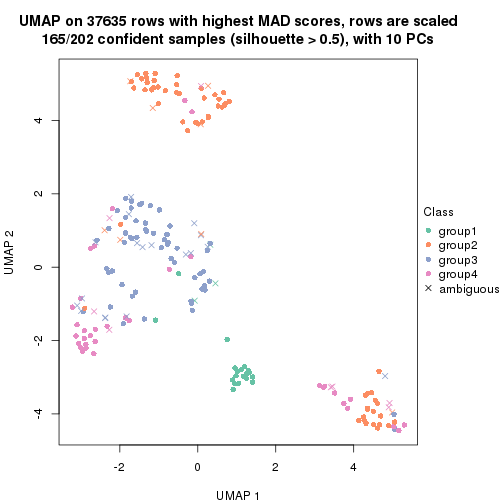 UMAP on 37635 rows with highest MAD scores, rows are scaled
165/202 confident samples (silhouette > 0.5), with 10 PCs
4
2
0
-2
-4
UMAP 2
-2
0
2
4
UMAP 1
Class
group1
group2
group3
group4
ambiguous